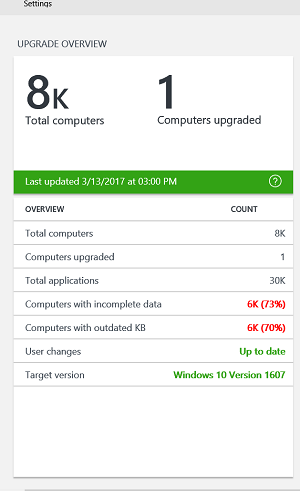 Settings
UPGRADE OVERVIEW
8K 1
Total computers Computers upgraded
Last updated 3/13/2017 at 03:00 PM ?
OVERVIEW COUNT
Total computers 8K
Computers upgraded 1
Total applications 30K
Computers with incomplete data 6K (73%)
Computers with outdated KB 6K (70%)
User changes Up to date
Target version Windows 10 Version 1607